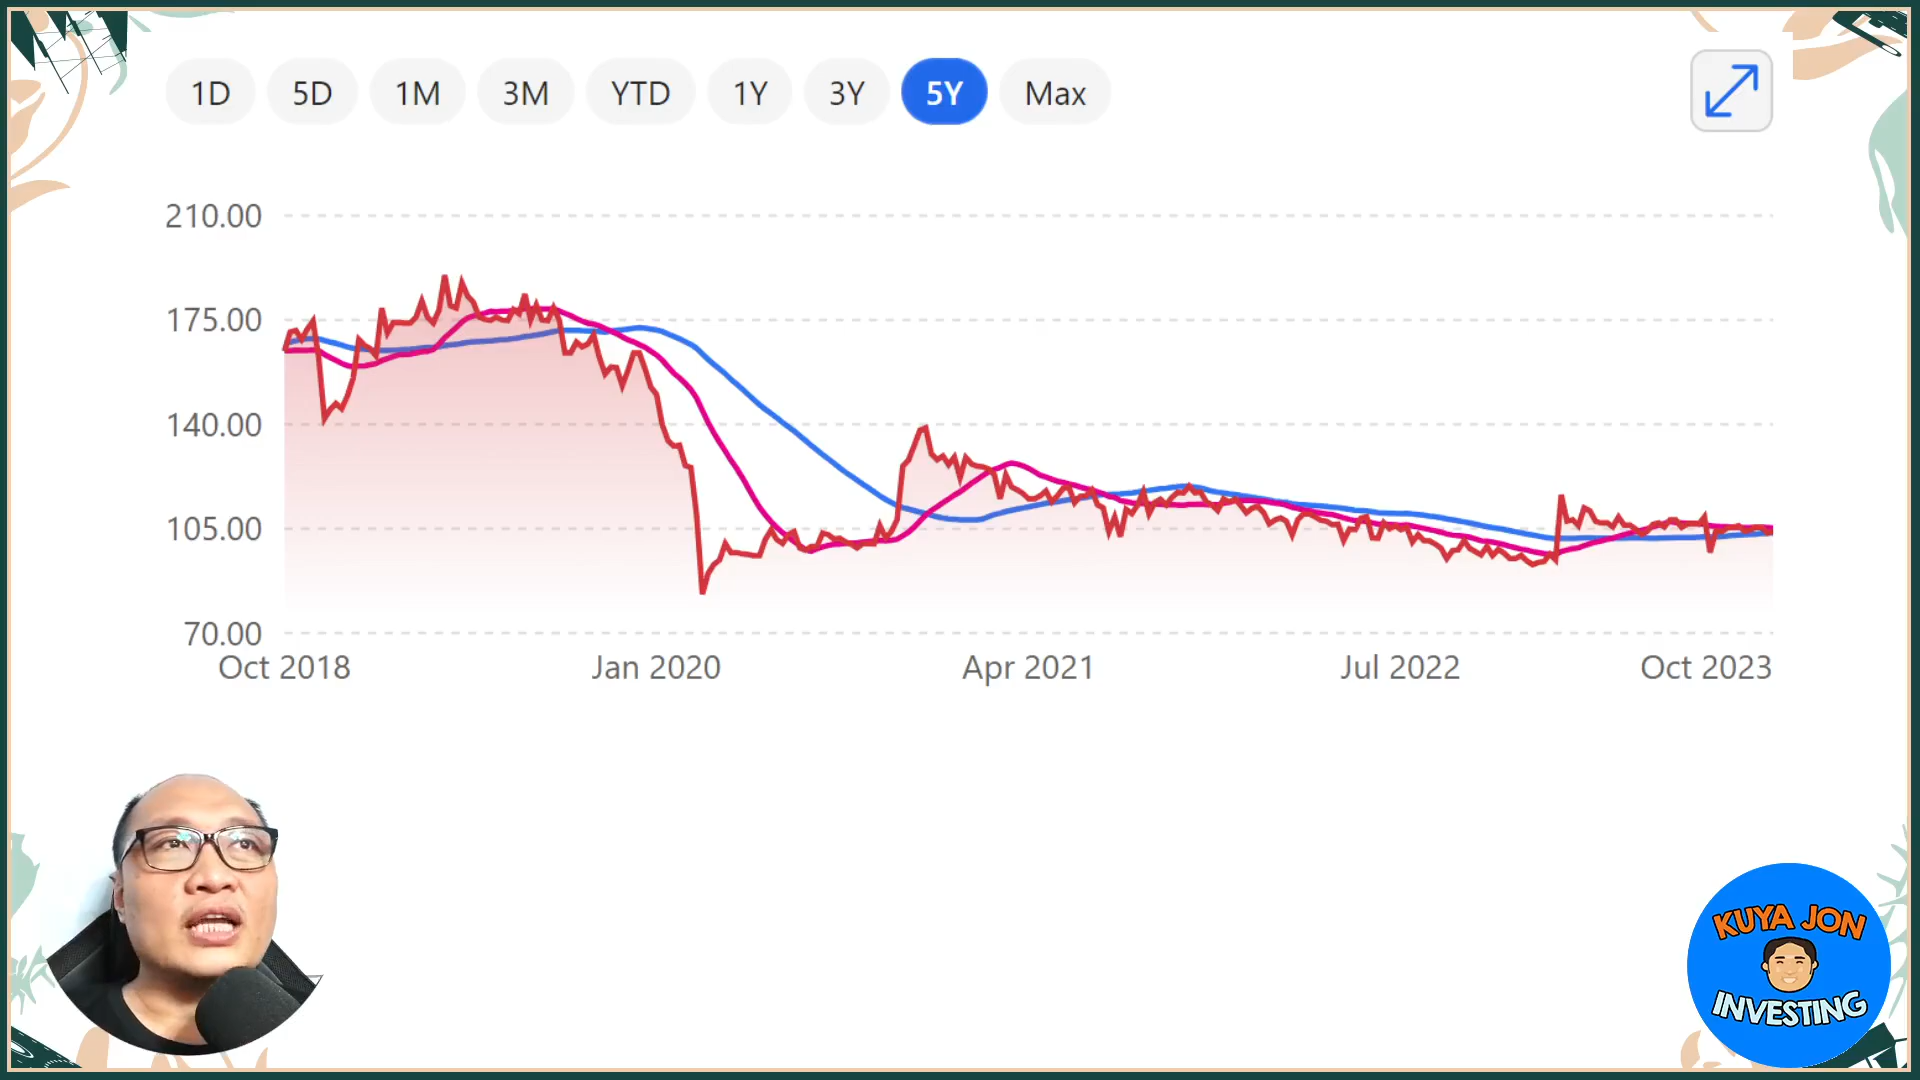 1D 5D 1M 3M YTD 1Y 3Y 5Y Max
210.00
175.00
140.00
105.00
70.00
Oct 2018 Jan 2020 Apr 2021 Jul 2022 Oct 2023
KUYA JON
INVESTING